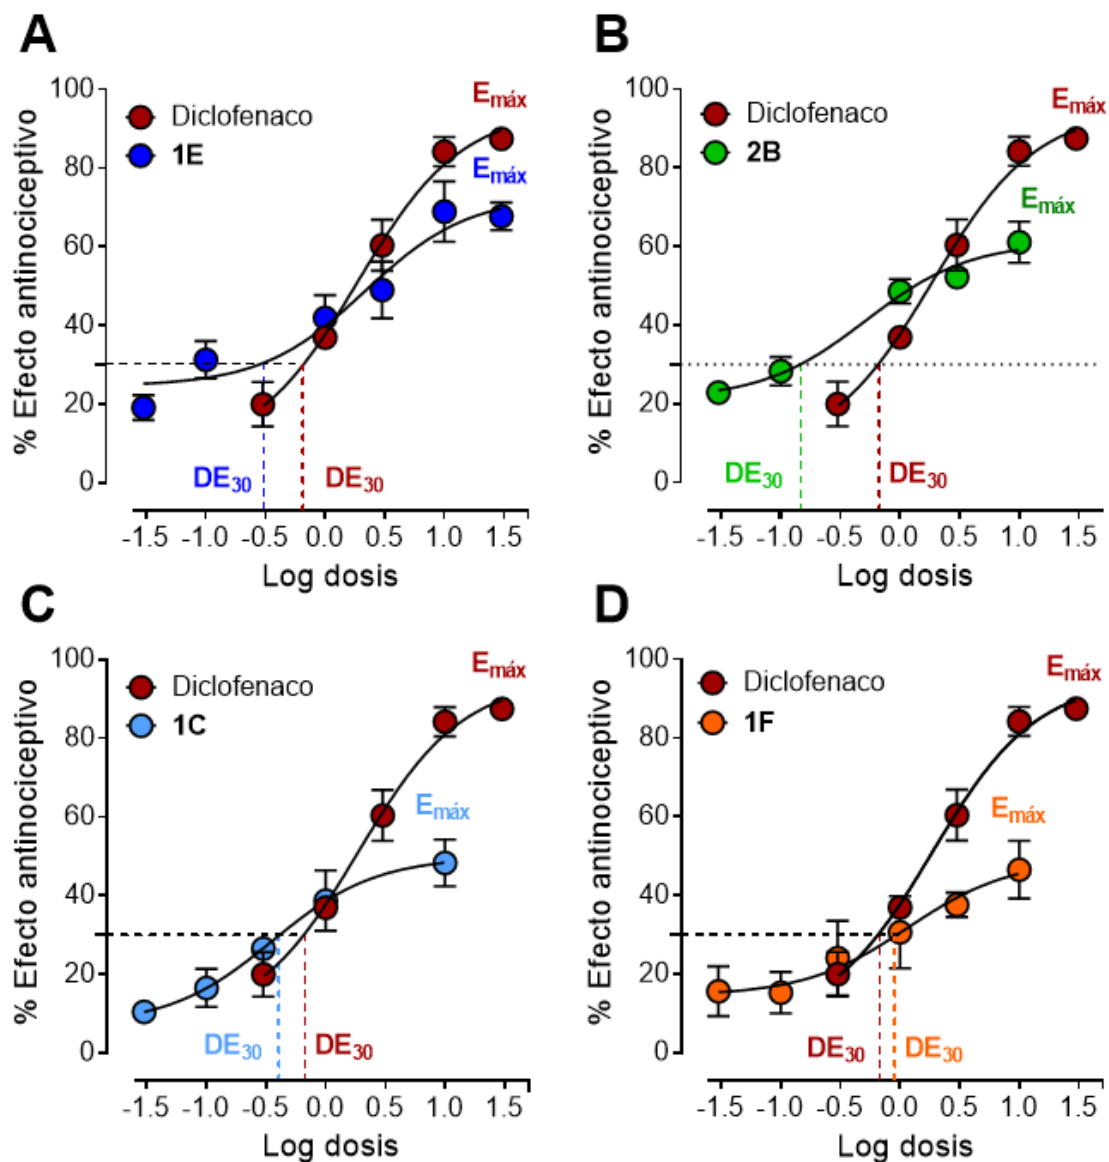 A
% Efecto antinociceptivo
100
80
60
40
20
0
Diclofenaco
1E
Emáx
Emáx
DE30
DE30
-1.5 -1.0 -0.5 0.0 0.5 1.0 1.5
Log dosis
B
% Efecto antinociceptivo
100
80
60
40
20
0
Diclofenaco
2B
Emáx
Emáx
DE30
DE30
-1.5 -1.0 -0.5 0.0 0.5 1.0 1.5
Log dosis
C
% Efecto antinociceptivo
100
80
60
40
20
0
Diclofenaco
1C
Emáx
Emáx
DE30
DE30
-1.5 -1.0 -0.5 0.0 0.5 1.0 1.5
Log dosis
D
% Efecto antinociceptivo
100
80
60
40
20
0
Diclofenaco
1F
Emáx
Emáx
DE30
DE30
-1.5 -1.0 -0.5 0.0 0.5 1.0 1.5
Log dosis